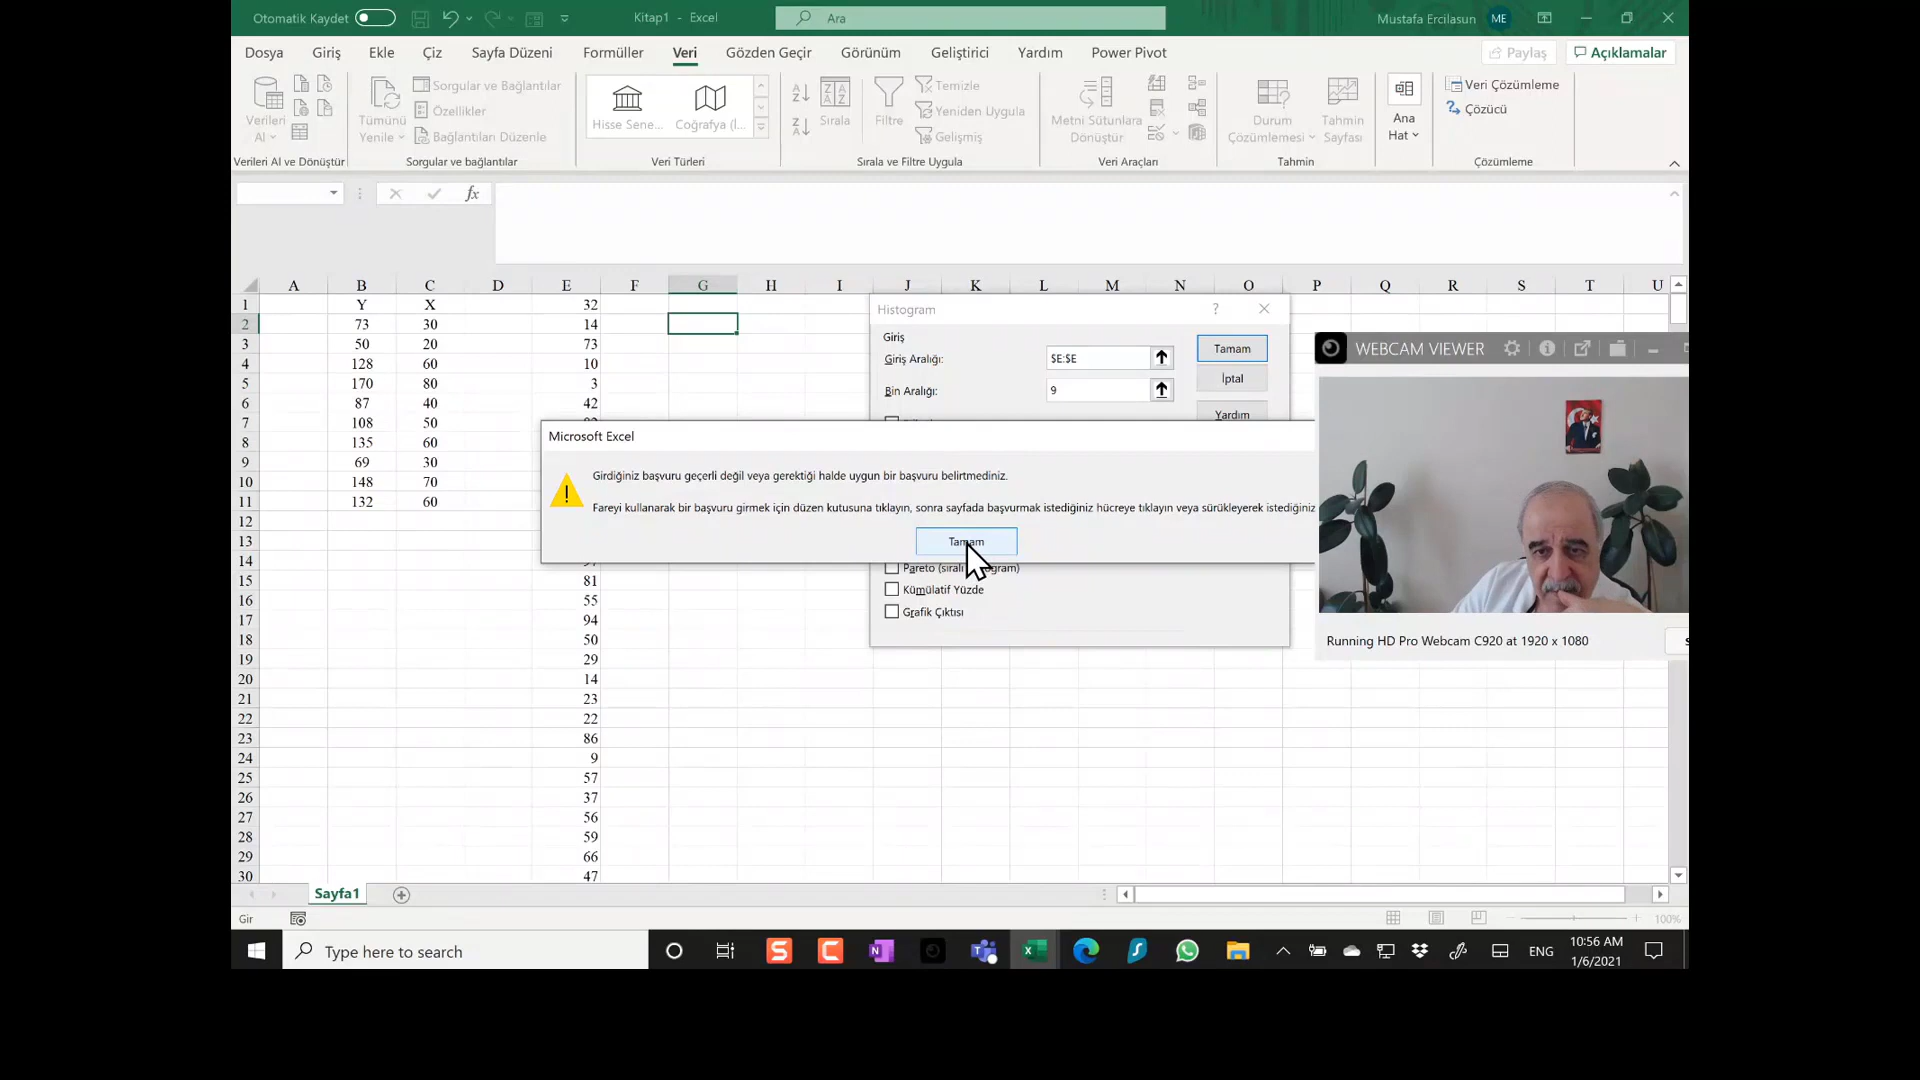 Otomatik Kaydet
Kitap1 - Excel
Ara
Mustafa Ercilasun ME
Dosya Giriş Ekle Çiz Sayfa Düzeni Formüller Veri Gözden Geçir Görünüm Geliştirici Yardım Power Pivot Paylaş Açıklamalar
Verileri Al
Tümünü Yenile
Sorgular ve Bağlantılar
Özellikler
Bağlantıları Düzenle
Hisse Sene...
Coğrafya (İ...
Sırala
Filtre
Temizle
Yeniden Uygula
Gelişmiş
Metni Sütunlara Dönüştür
Durum Çözümlemesi
Tahmin Sayfası
Ana Hat
Veri Çözümleme
Çözücü
Verileri Al ve Dönüştür
Sorgular ve bağlantılar
Veri Türleri
Sırala ve Filtre Uygula
Veri Araçları
Tahmin
Çözümleme
fx
A B C D E F G H I J K L M N O P Q R S T U
1 Y X 32
2 73 30 14
3 50 20 73
4 128 60 10
5 170 80 3
6 87 40 42
7 108 50
8 135 60
9 69 30
10 148 70
11 132 60
12
13
14
15 81
16 55
17 94
18 50
19 29
20 14
21 23
22 22
23 86
24 9
25 57
26 37
27 56
28 59
29 66
30 47
Histogram ?
Giriş
Giriş Aralığı: $E:$E
Bin Aralığı: 9
Tamam
İptal
Yardım
Microsoft Excel
Girdiğiniz başvuru geçerli değil veya gerektiği halde uygun bir başvuru belirtmediniz.
Fareyi kullanarak bir başvuru girmek için düzen kutusuna tıklayın, sonra sayfada başvurmak istediğiniz hücreye tıklayın veya sürükleyerek istediğiniz
Tamam
Pareto
Kümülatif Yüzde
Grafik Çıktısı
WEBCAM VIEWER
Running HD Pro Webcam C920 at 1920 x 1080
Sayfa1
Gir
100%
Type here to search
ENG
10:56 AM
1/6/2021